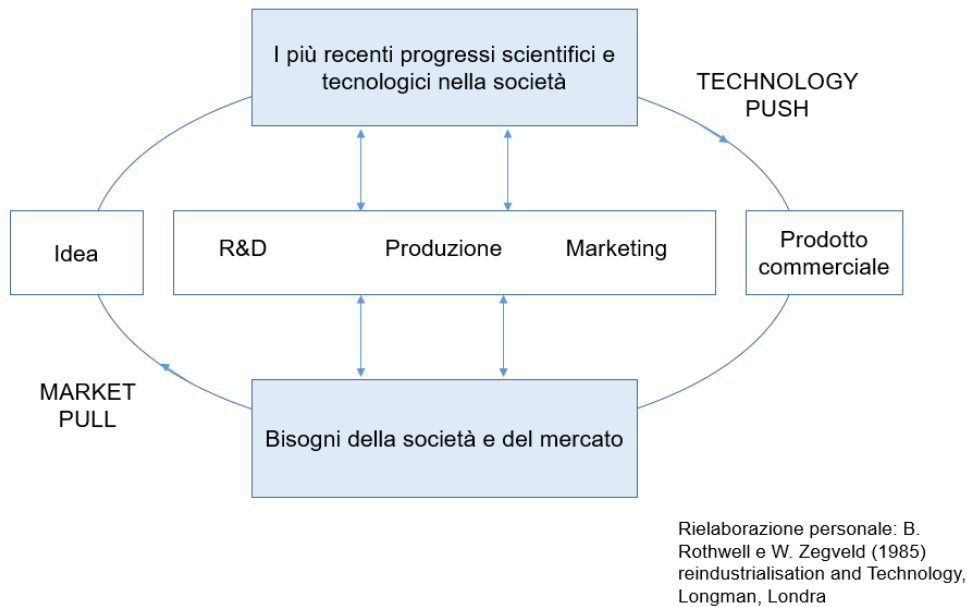 I più recenti progressi scientifici e
tecnologici nella società
TECHNOLOGY
PUSH
Idea
R&D Produzione Marketing
Prodotto
commerciale
MARKET
PULL
Bisogni della società e del mercato
Rielaborazione personale: B.
Rothwell e W. Zegveld (1985)
reindustrialisation and Technology,
Longman, Londra